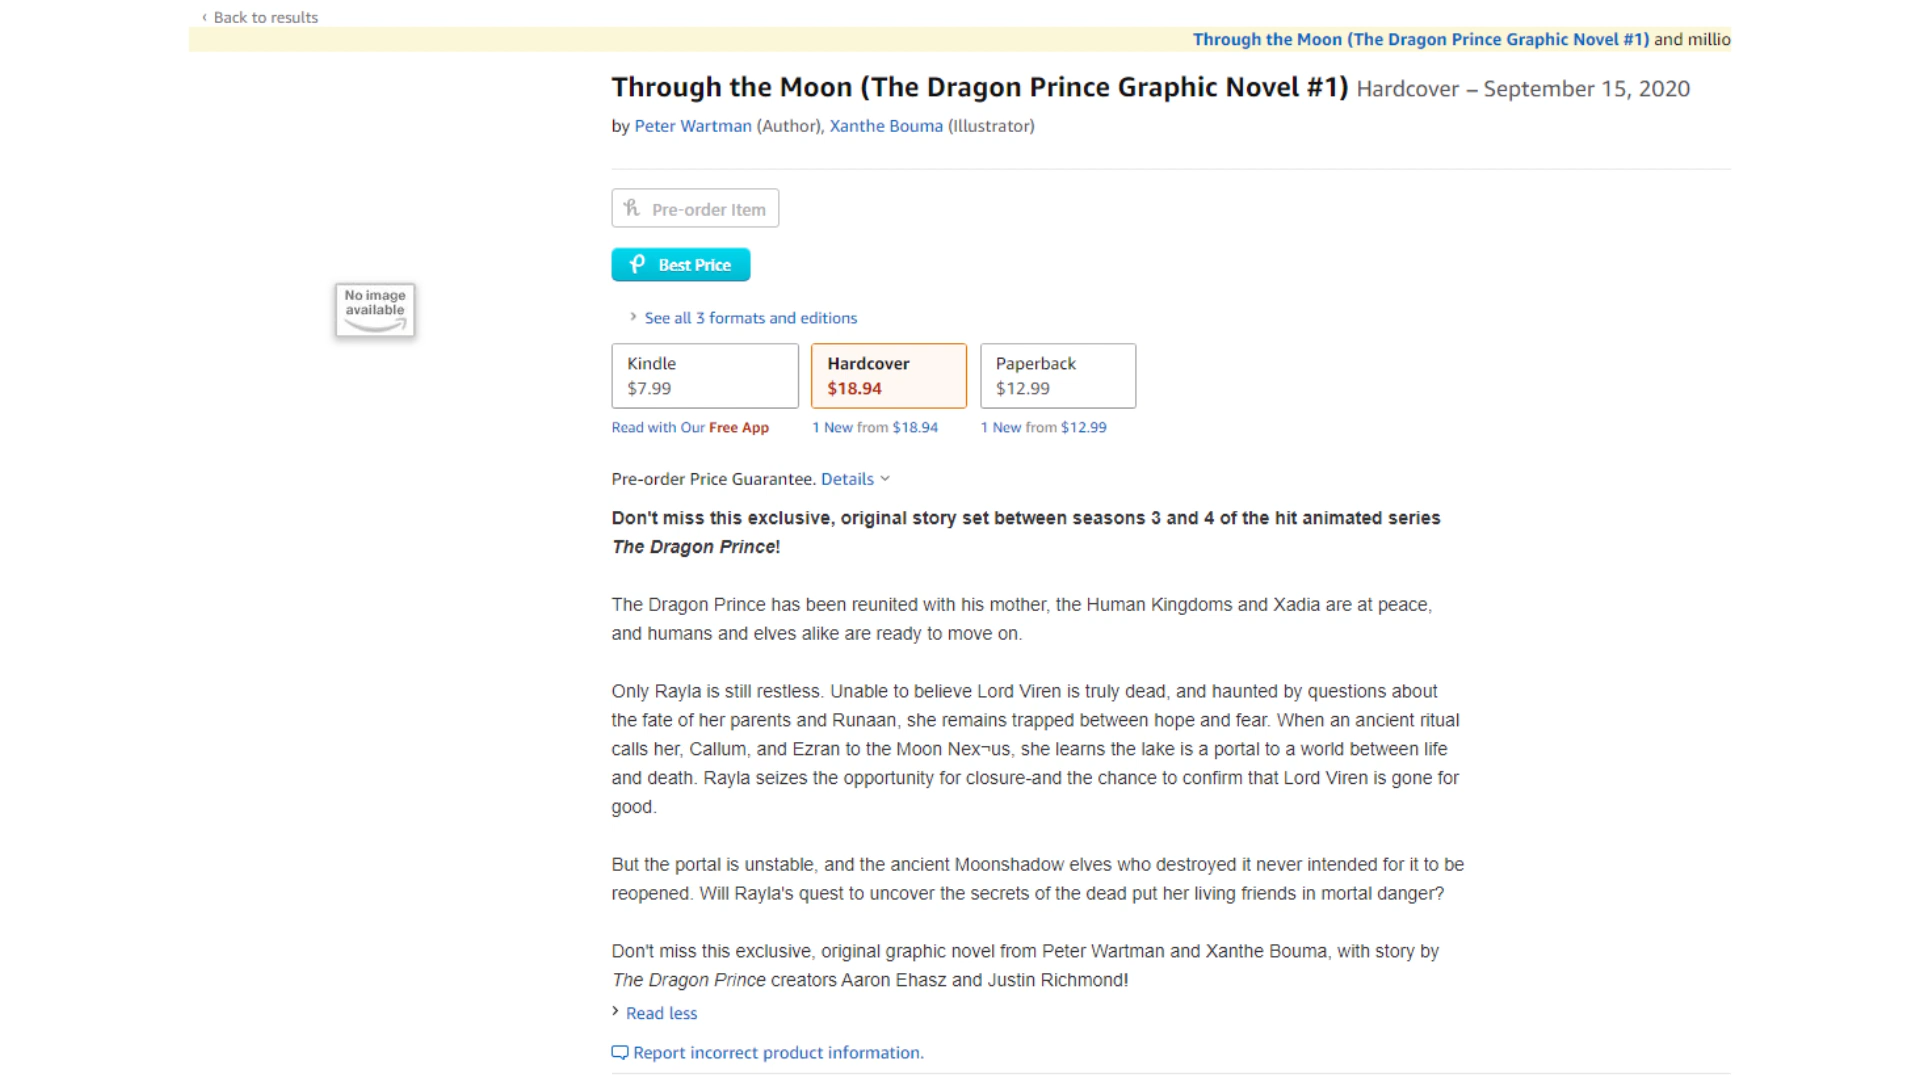 ‹ Back to results
Through the Moon (The Dragon Prince Graphic Novel #1) and millio
Through the Moon (The Dragon Prince Graphic Novel #1) Hardcover – September 15, 2020
by Peter Wartman (Author), Xanthe Bouma (Illustrator)
Pre-order Item
Best Price
No image
available
› See all 3 formats and editions
Kindle
$7.99
Read with Our Free App
Hardcover
$18.94
1 New from $18.94
Paperback
$12.99
1 New from $12.99
Pre-order Price Guarantee. Details
Don't miss this exclusive, original story set between seasons 3 and 4 of the hit animated series
The Dragon Prince!
The Dragon Prince has been reunited with his mother, the Human Kingdoms and Xadia are at peace,
and humans and elves alike are ready to move on.
Only Rayla is still restless. Unable to believe Lord Viren is truly dead, and haunted by questions about
the fate of her parents and Runaan, she remains trapped between hope and fear. When an ancient ritual
calls her, Callum, and Ezran to the Moon Nex¬us, she learns the lake is a portal to a world between life
and death. Rayla seizes the opportunity for closure-and the chance to confirm that Lord Viren is gone for
good.
But the portal is unstable, and the ancient Moonshadow elves who destroyed it never intended for it to be
reopened. Will Rayla's quest to uncover the secrets of the dead put her living friends in mortal danger?
Don't miss this exclusive, original graphic novel from Peter Wartman and Xanthe Bouma, with story by
The Dragon Prince creators Aaron Ehasz and Justin Richmond!
› Read less
Report incorrect product information.